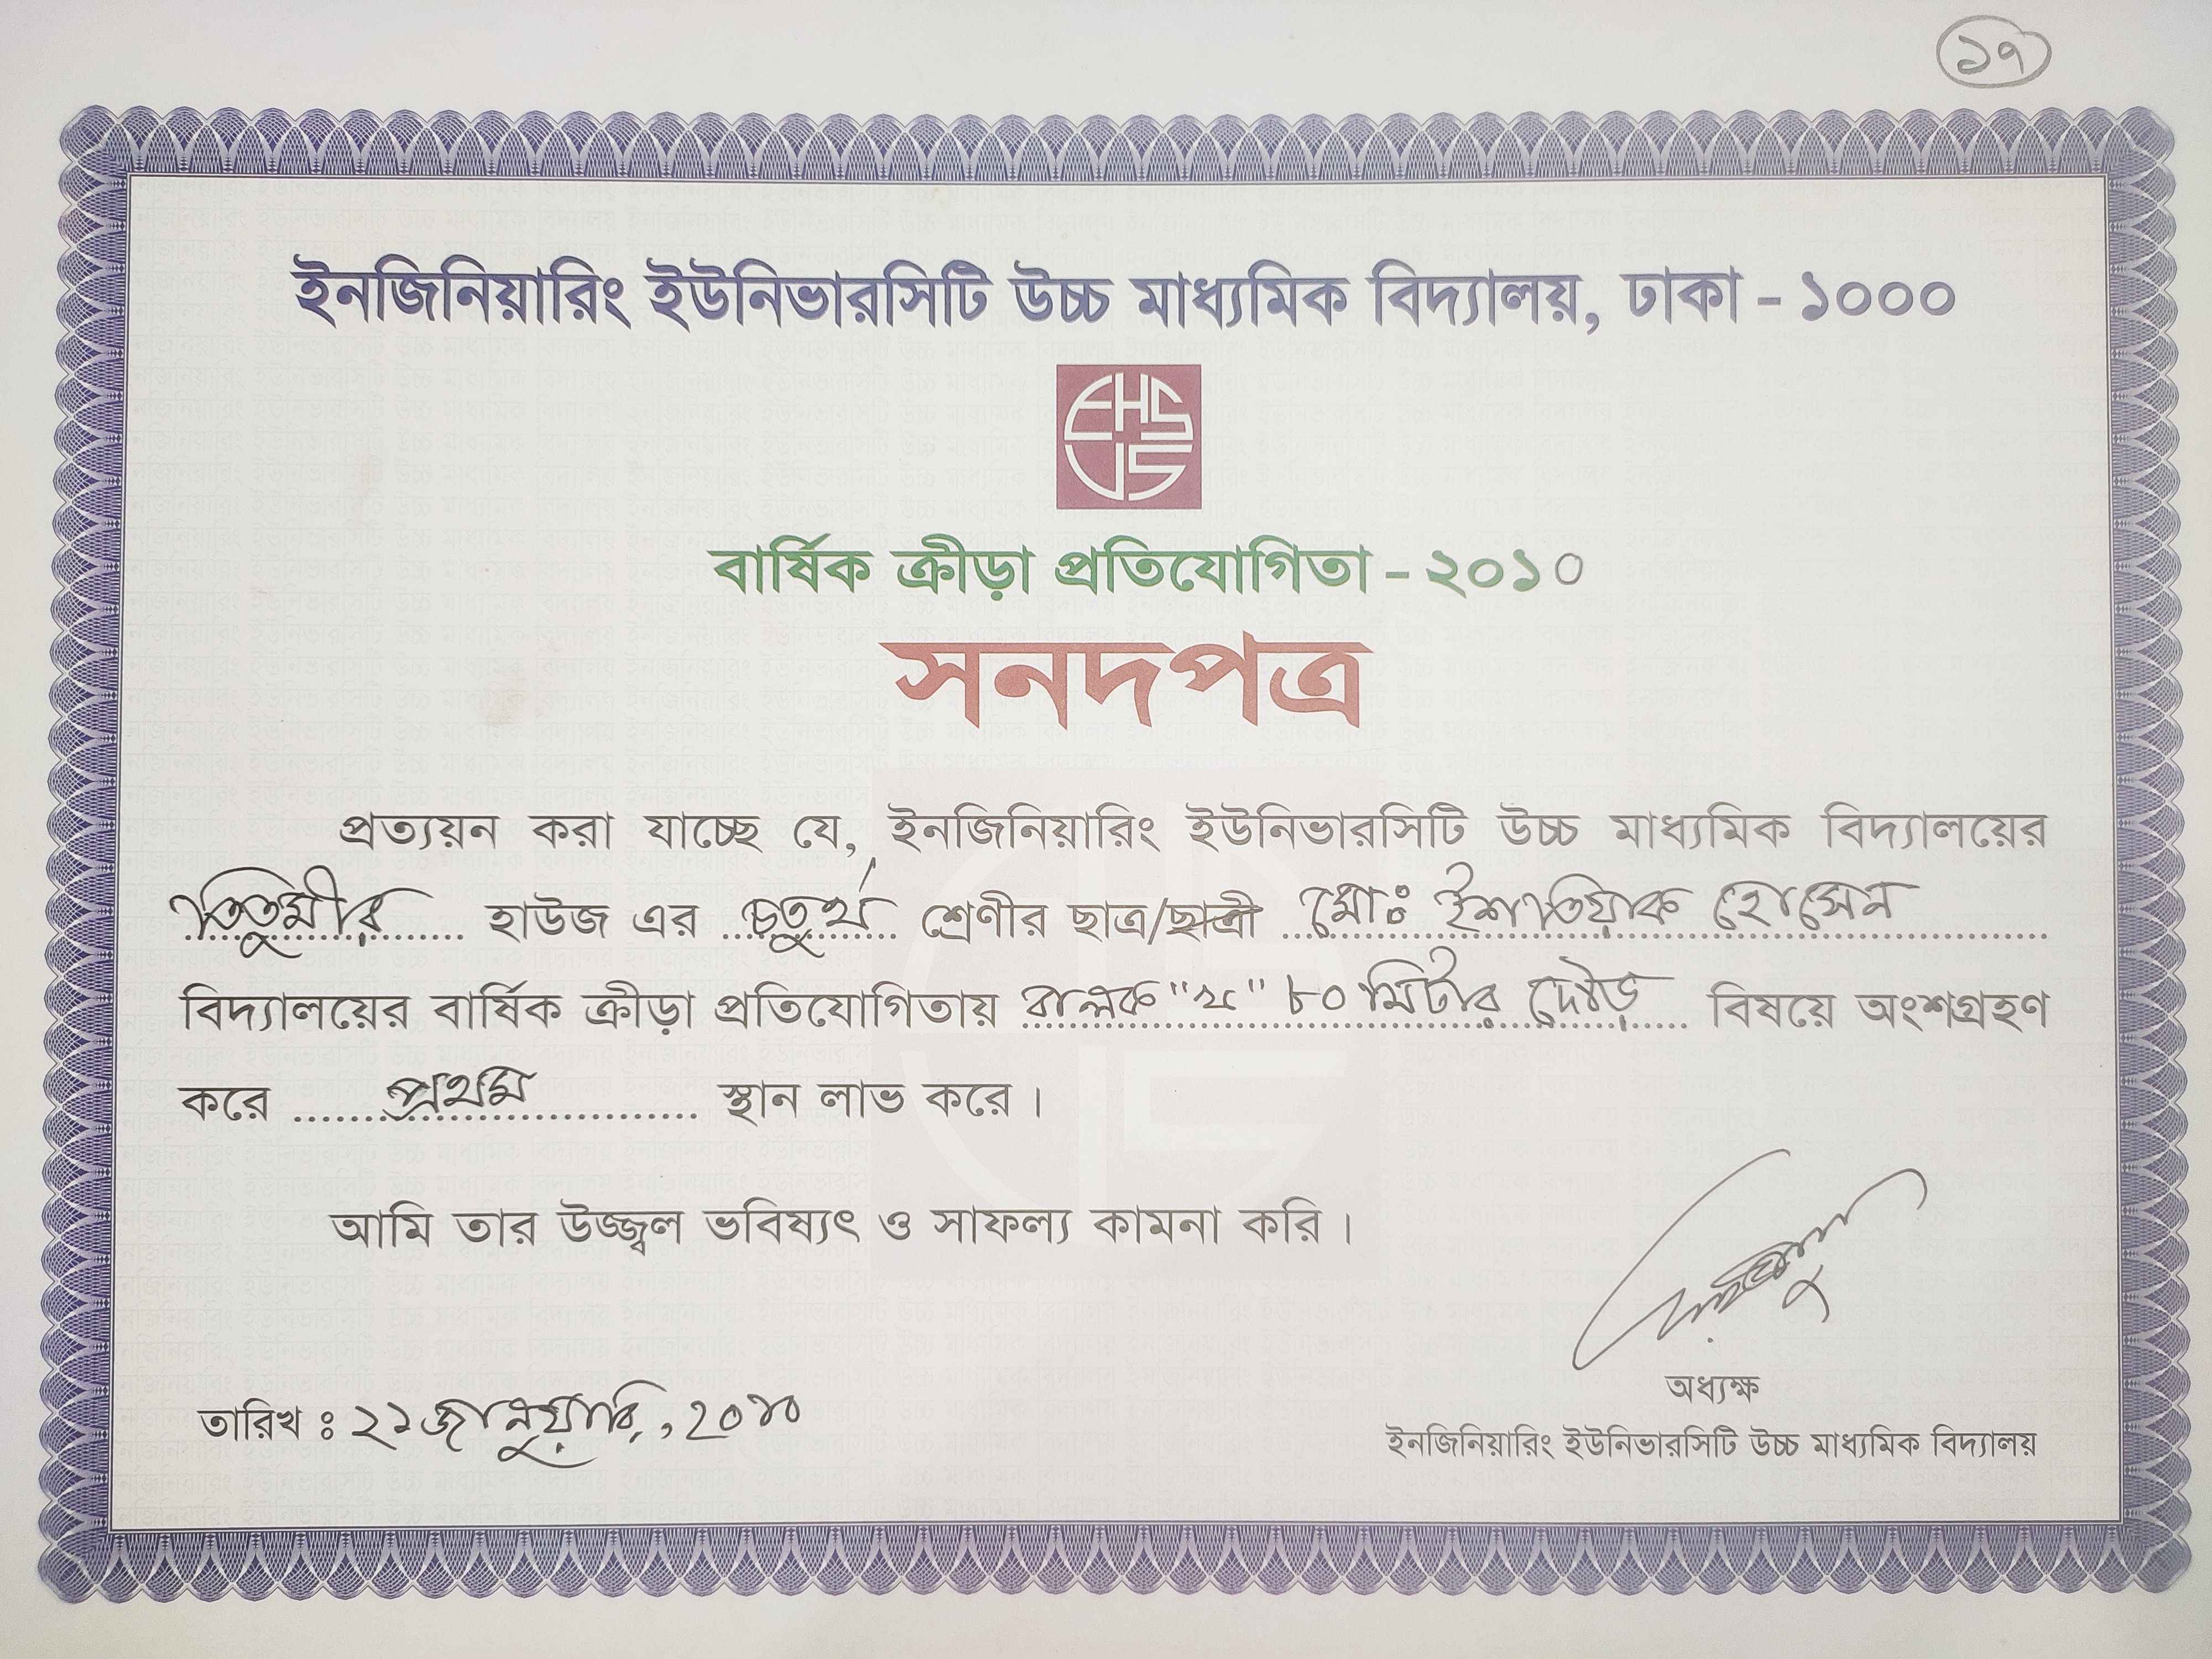 ১৭
ইনজিনিয়ারিং ইউনিভারসিটি উচ্চ মাধ্যমিক বিদ্যালয়, ঢাকা - ১০০০
EHS
US
বার্ষিক ক্রীড়া প্রতিযোগিতা - ২০১০
সনদপত্র
প্রত্যয়ন করা যাচ্ছে যে, ইনজিনিয়ারিং ইউনিভারসিটি উচ্চ মাধ্যমিক বিদ্যালয়ের
তিতুমীর হাউজ এর চতুর্থ শ্রেণীর ছাত্র/ছাত্রী মোঃ ইশতিয়াক হোসেন
বিদ্যালয়ের বার্ষিক ক্রীড়া প্রতিযোগিতায় বালক "খ" ৮০ মিটার দৌড় বিষয়ে অংশগ্রহণ
করে প্রথম স্থান লাভ করে।
আমি তার উজ্জ্বল ভবিষ্যৎ ও সাফল্য কামনা করি।
অধ্যক্ষ
তারিখ : ২১ জানুয়ারি, ২০১০
ইনজিনিয়ারিং ইউনিভারসিটি উচ্চ মাধ্যমিক বিদ্যালয়